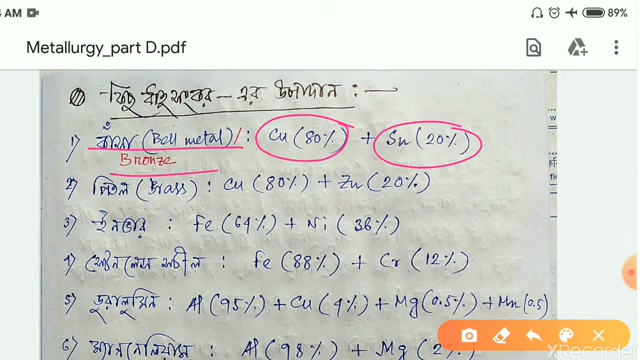 4 AM 89%
Metallurgy_part D.pdf
কিছু ধাতু সংকর - এর উপাদান : —
1) কাঁসা (Bell metal) / : Cu (80%) + Sn (20%)
Bronze
2) পিতল (Brass) : Cu (80%) + Zn (20%)
3) ইনভার : Fe (64%) + Ni (36%)
4) স্টেনলেস স্টীল : Fe (88%) + Cr (12%)
5) ডুরালুমিন : Al (95%) + Cu (4%) + Mg (0.5%) + Mn (0.5)
6) ম্যাগনেলিয়াম : Al (98%) + Mg (2%)
XRecorder